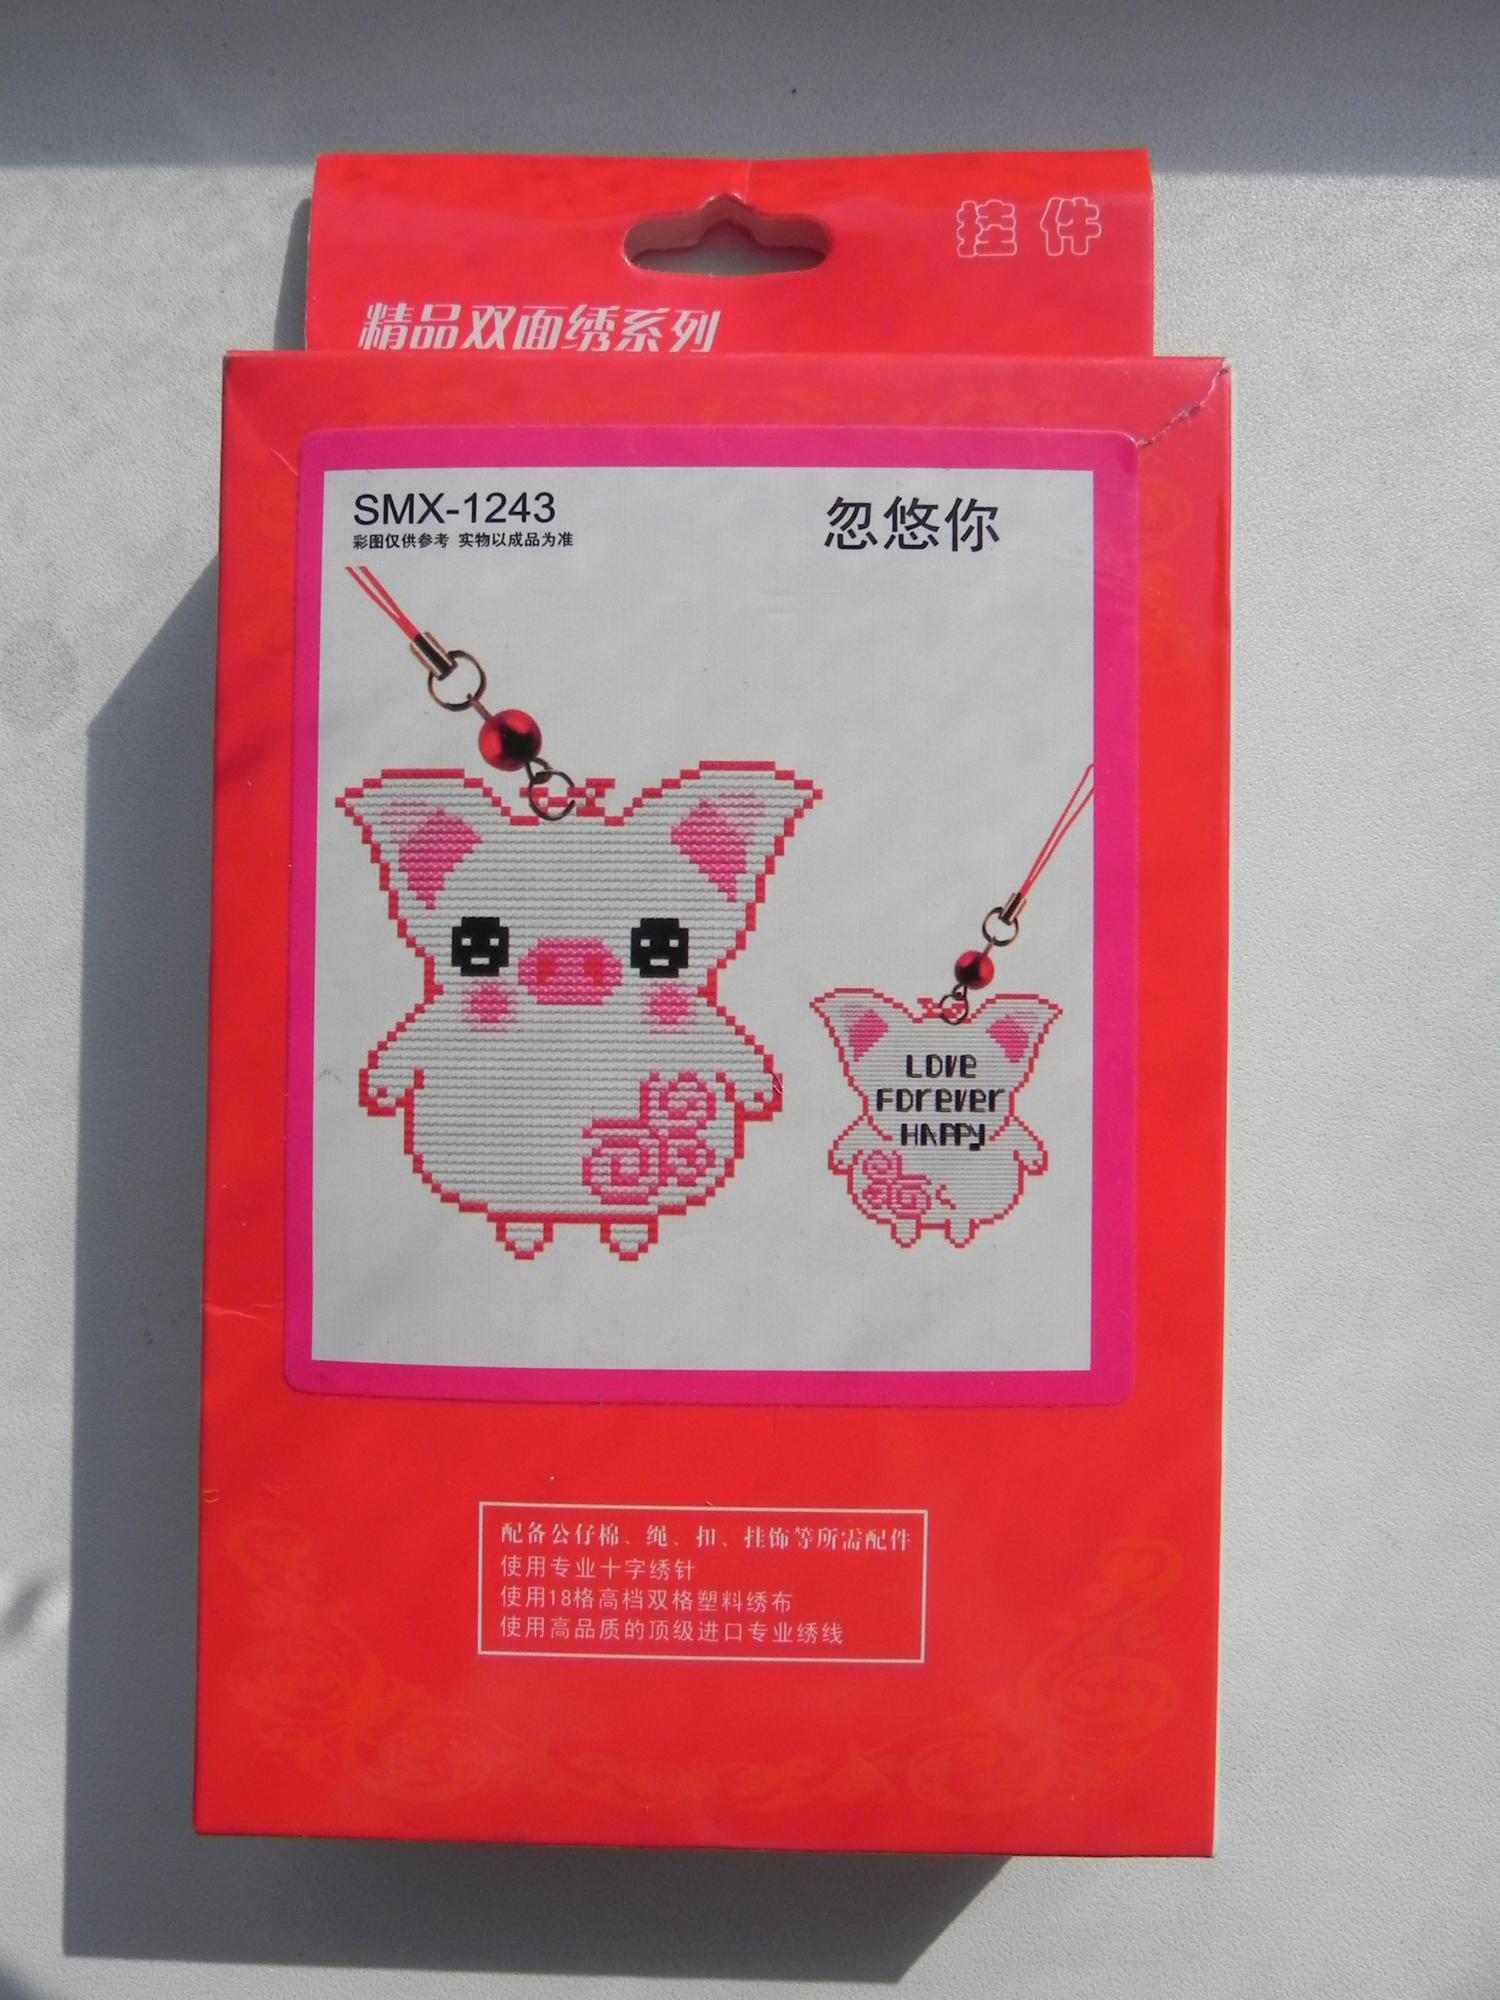 挂件
精品双面绣系列
SMX-1243
忽悠你
彩图仅供参考 实物以成品为准
LOVE
FOREVER
HAPPY
配备公仔棉、绳、扣、挂饰等所需配件
使用专业十字绣针
使用18格高档双格塑料绣布
使用高品质的顶级进口专业绣线